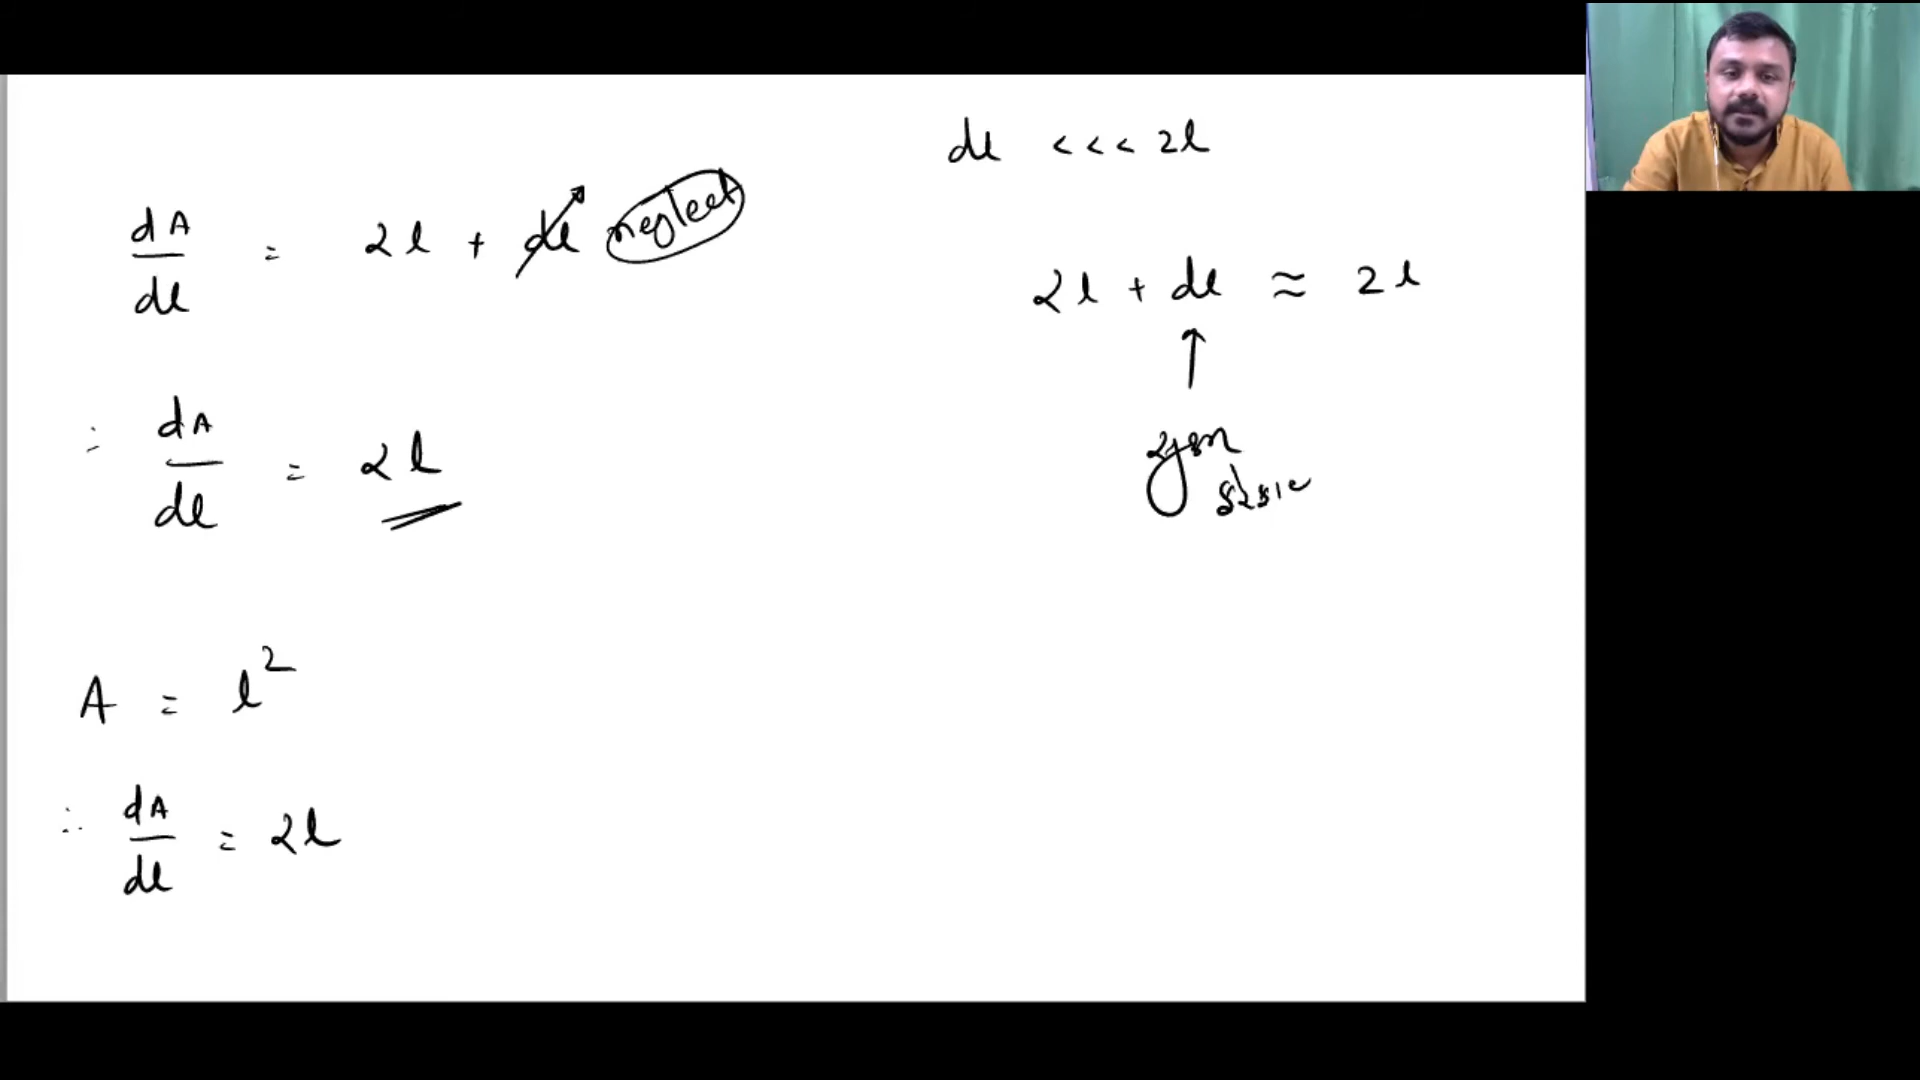 dl <<< 2l
dA/dl = 2l + dl neglect
2l + dl ≈ 2l
↑
∴ dA/dl = 2l
A = l²
∴ dA/dl = 2l